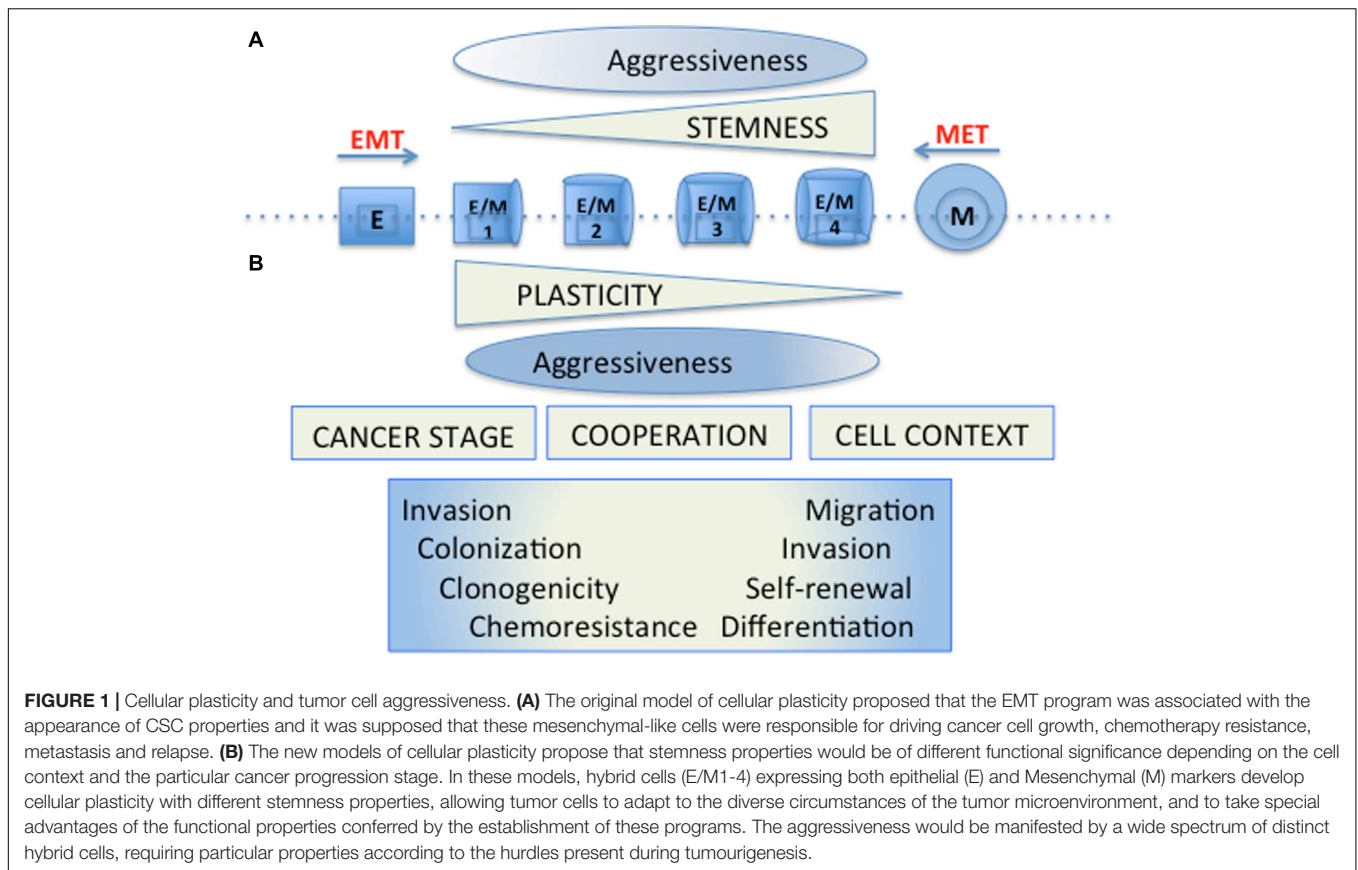 A
Aggressiveness
STEMNESS
EMT
MET
E
E/M
1
E/M
2
E/M
3
E/M
4
M
B
PLASTICITY
Aggressiveness
CANCER STAGE
COOPERATION
CELL CONTEXT
Invasion
Migration
Colonization
Invasion
Clonogenicity
Self-renewal
Chemoresistance
Differentiation
FIGURE 1 | Cellular plasticity and tumor cell aggressiveness. (A) The original model of cellular plasticity proposed that the EMT program was associated with the
appearance of CSC properties and it was supposed that these mesenchymal-like cells were responsible for driving cancer cell growth, chemotherapy resistance,
metastasis and relapse. (B) The new models of cellular plasticity propose that stemness properties would be of different functional significance depending on the cell
context and the particular cancer progression stage. In these models, hybrid cells (E/M1-4) expressing both epithelial (E) and Mesenchymal (M) markers develop
cellular plasticity with different stemness properties, allowing tumor cells to adapt to the diverse circumstances of the tumor microenvironment, and to take special
advantages of the functional properties conferred by the establishment of these programs. The aggressiveness would be manifested by a wide spectrum of distinct
hybrid cells, requiring particular properties according to the hurdles present during tumourigenesis.